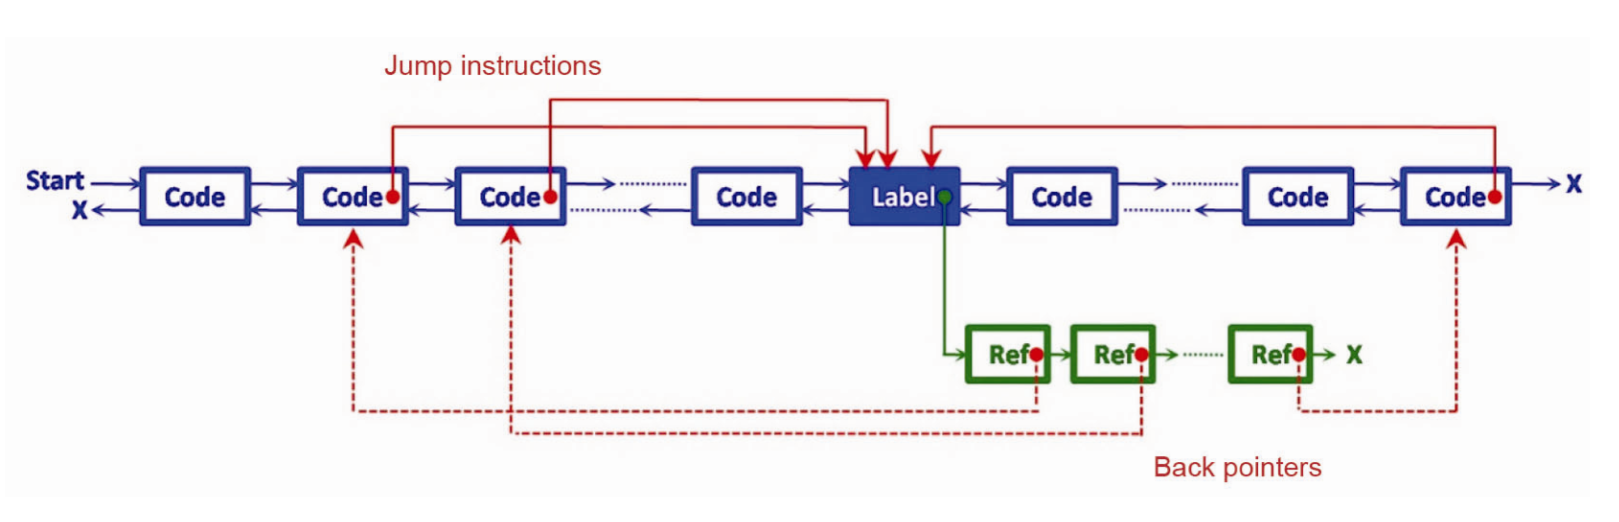 Jump instructions
Start
X
Code
Code
Code
Code
Label
Code
Code
Code
X
Ref
Ref
Ref
X
Back pointers